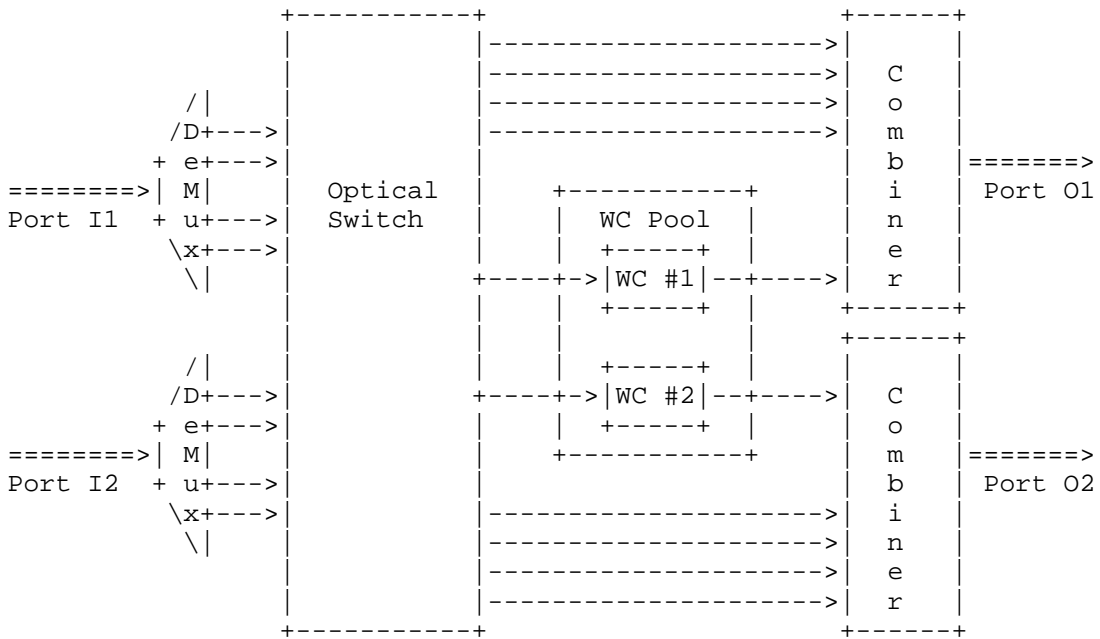 C
o
/D m
e b
M Optical i Port O1
Port I1 u Switch WC Pool n
x e
WC #1 r
/D WC #2 C
e o
M m
Port I2 u b Port O2
x i
n
e
r